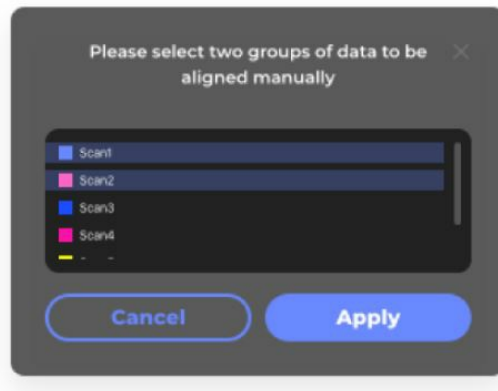 Please select two groups of data to be
aligned manually
Scan1
Scan2
Scan3
Scan4
Cancel
Apply